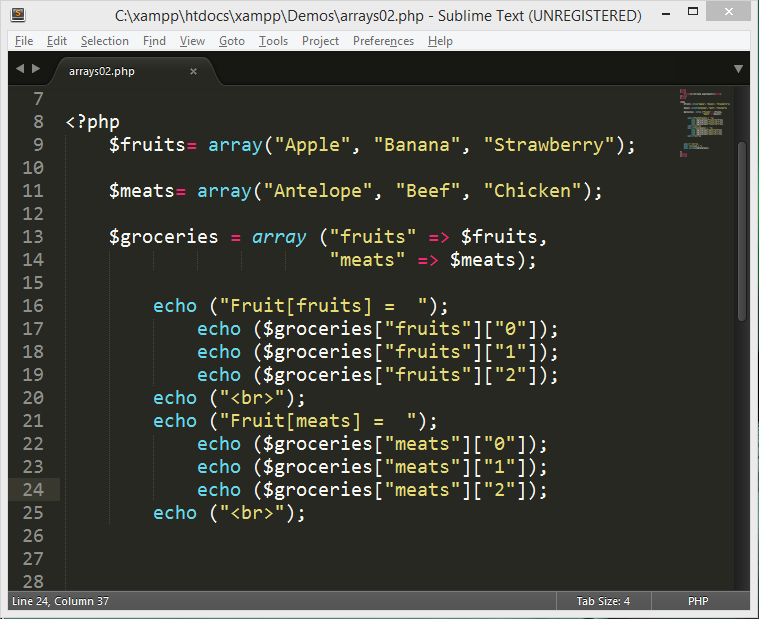 C:\xampp\htdocs\xampp\Demos\arrays02.php - Sublime Text (UNREGISTERED)
File Edit Selection Find View Goto Tools Project Preferences Help
arrays02.php
7
8 <?php
9 $fruits= array("Apple", "Banana", "Strawberry");
10
11 $meats= array("Antelope", "Beef", "Chicken");
12
13 $groceries = array ("fruits" => $fruits,
14 "meats" => $meats);
15
16 echo ("Fruit[fruits] =  ");
17 echo ($groceries["fruits"]["0"]);
18 echo ($groceries["fruits"]["1"]);
19 echo ($groceries["fruits"]["2"]);
20 echo ("<br>");
21 echo ("Fruit[meats] =  ");
22 echo ($groceries["meats"]["0"]);
23 echo ($groceries["meats"]["1"]);
24 echo ($groceries["meats"]["2"]);
25 echo ("<br>");
26
27
28
Line 24, Column 37 Tab Size: 4 PHP